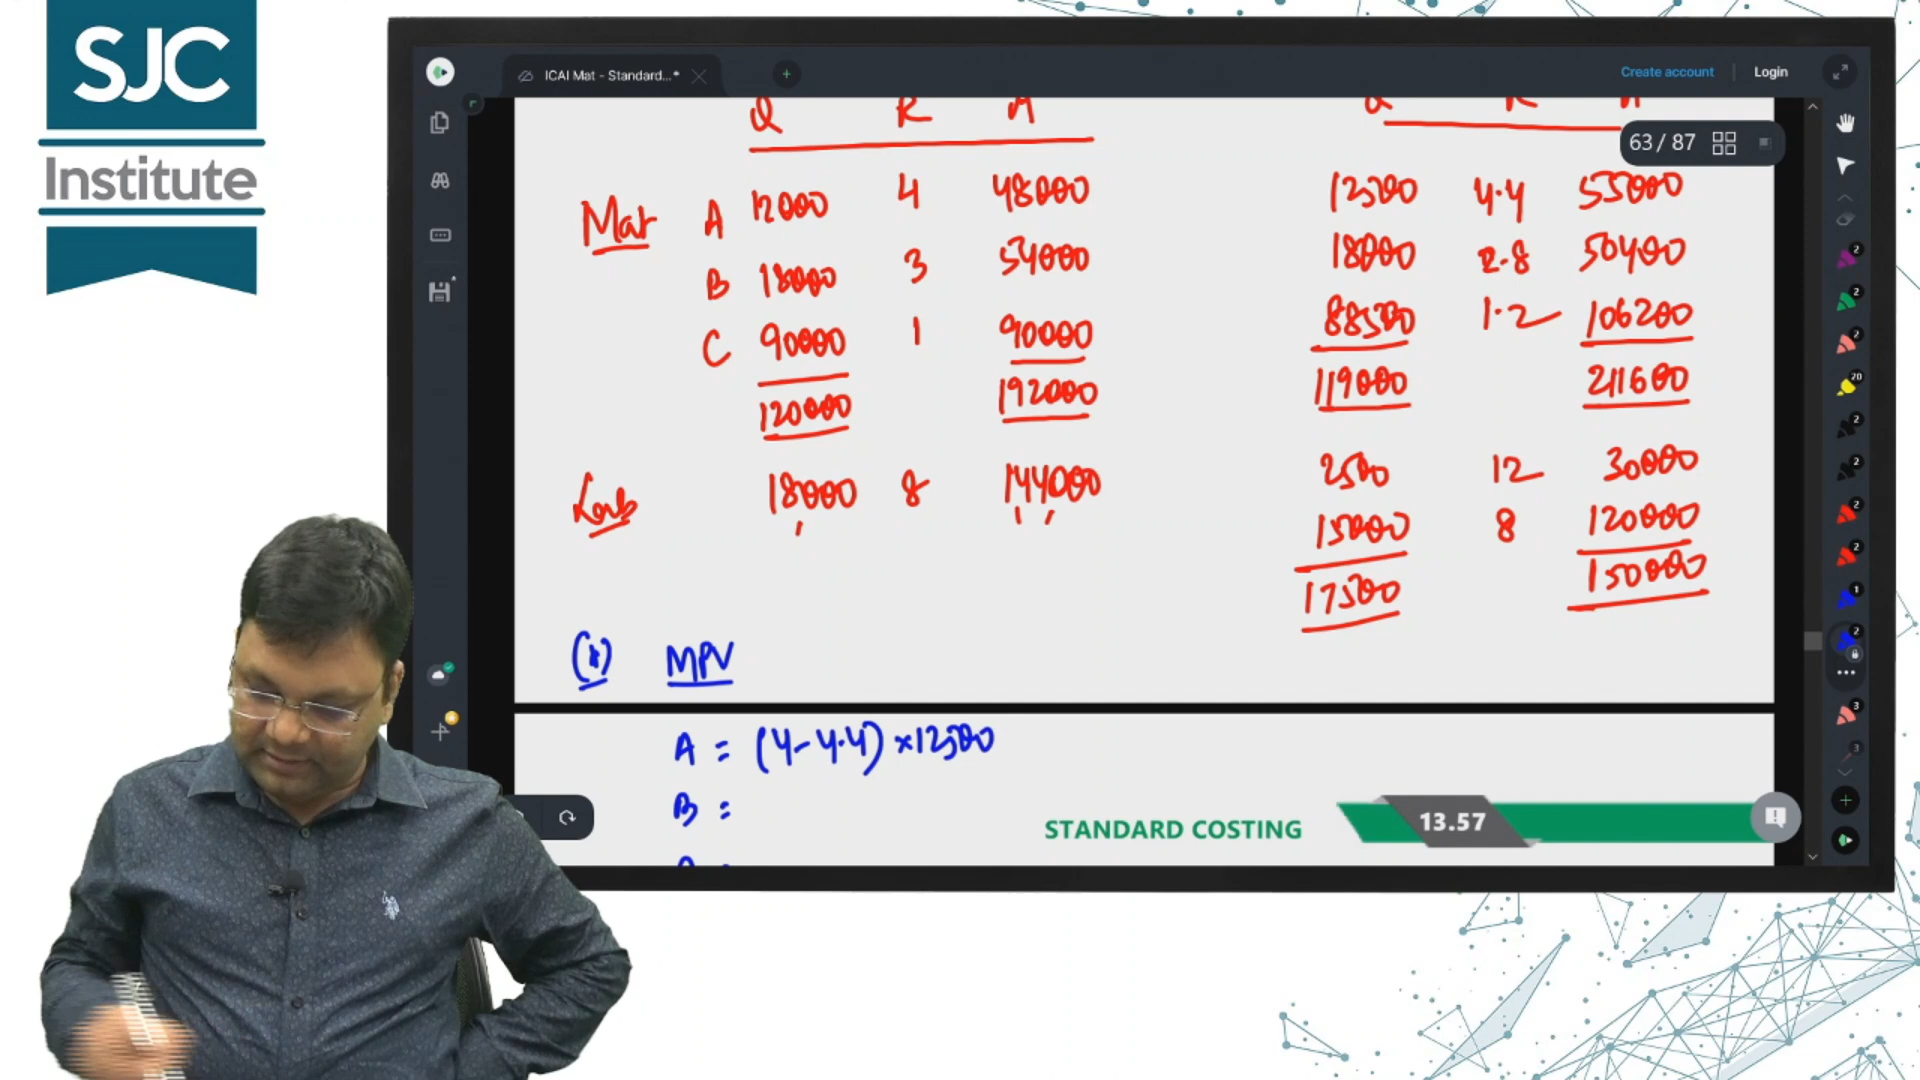 SJC
Institute
ICAI Mat - Standard...*
Create account
Login
63 / 87
Q R A
Q R A
Mat A 12000 4 48000 12500 4.4 55000
B 18000 3 54000 18000 2.8 50400
C 90000 1 90000 88500 1.2 106200
120000 192000 119000 211600
Lab 18000 8 144000 2500 12 30000
15000 8 120000
17500 150000
MPV
A = (4-4.4) ×12500
B =
STANDARD COSTING
13.57